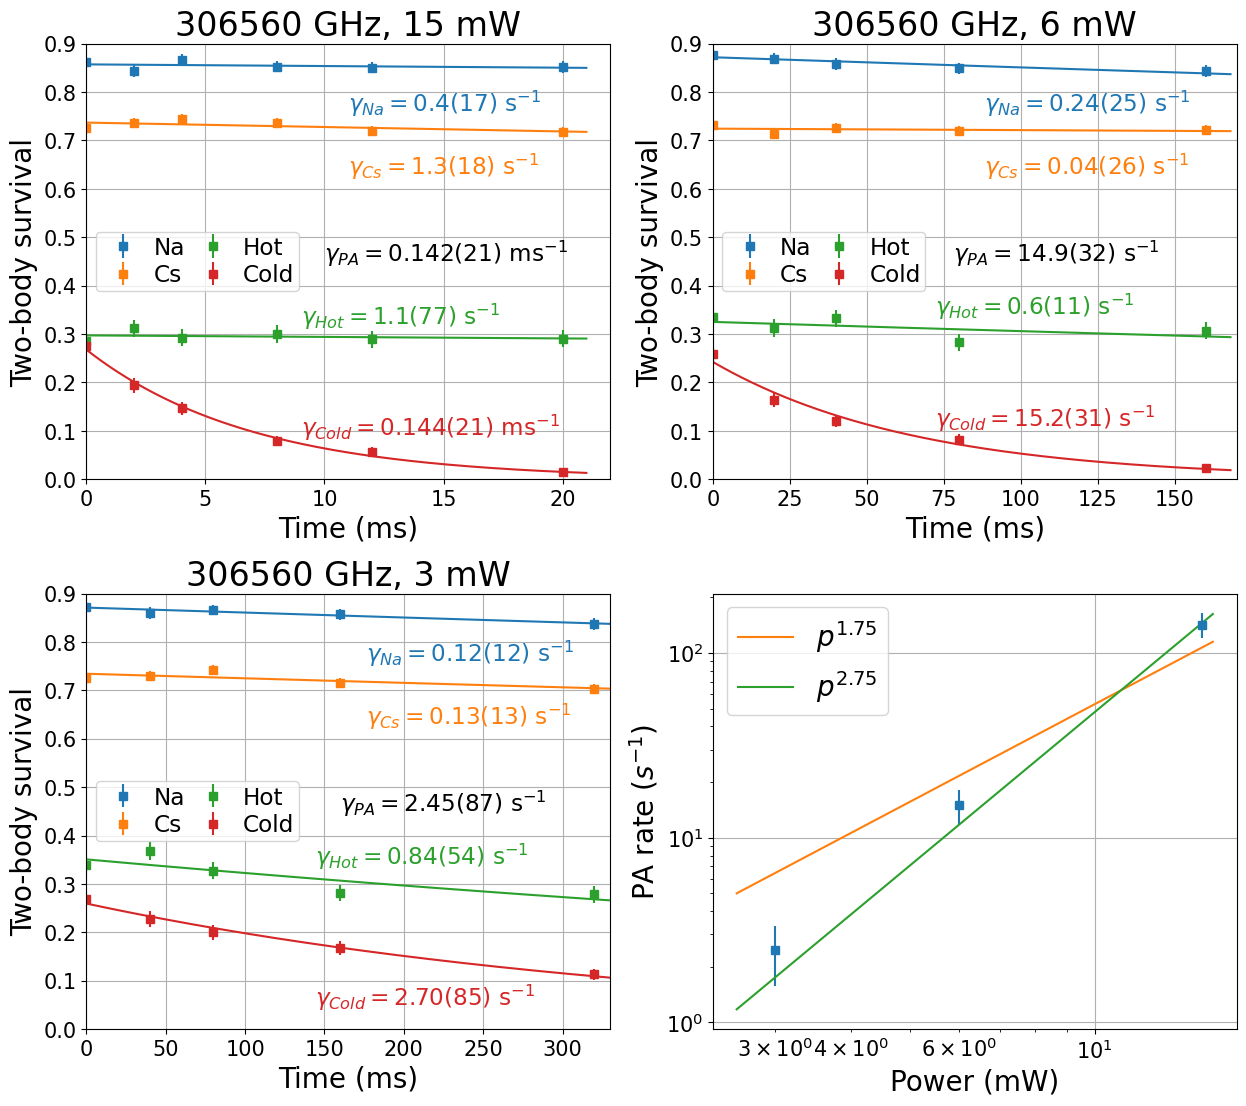 306560 GHz, 15 mW
Two-body survival
0.9
0.8
0.7
0.6
0.5
0.4
0.3
0.2
0.1
0.0
γNa = 0.4(17) s⁻¹
γCs = 1.3(18) s⁻¹
Na Hot
Cs Cold
γPA = 0.142(21) ms⁻¹
γHot = 1.1(77) s⁻¹
γCold = 0.144(21) ms⁻¹
0 5 10 15 20
Time (ms)
306560 GHz, 6 mW
Two-body survival
0.9
0.8
0.7
0.6
0.5
0.4
0.3
0.2
0.1
0.0
γNa = 0.24(25) s⁻¹
γCs = 0.04(26) s⁻¹
Na Hot
Cs Cold
γPA = 14.9(32) s⁻¹
γHot = 0.6(11) s⁻¹
γCold = 15.2(31) s⁻¹
0 25 50 75 100 125 150
Time (ms)
306560 GHz, 3 mW
Two-body survival
0.9
0.8
0.7
0.6
0.5
0.4
0.3
0.2
0.1
0.0
γNa = 0.12(12) s⁻¹
γCs = 0.13(13) s⁻¹
Na Hot
Cs Cold
γPA = 2.45(87) s⁻¹
γHot = 0.84(54) s⁻¹
γCold = 2.70(85) s⁻¹
0 50 100 150 200 250 300
Time (ms)
PA rate (s⁻¹)
p¹·⁷⁵
p²·⁷⁵
10²
10¹
10⁰
3 × 10⁰ 4 × 10⁰ 6 × 10⁰ 10¹
Power (mW)